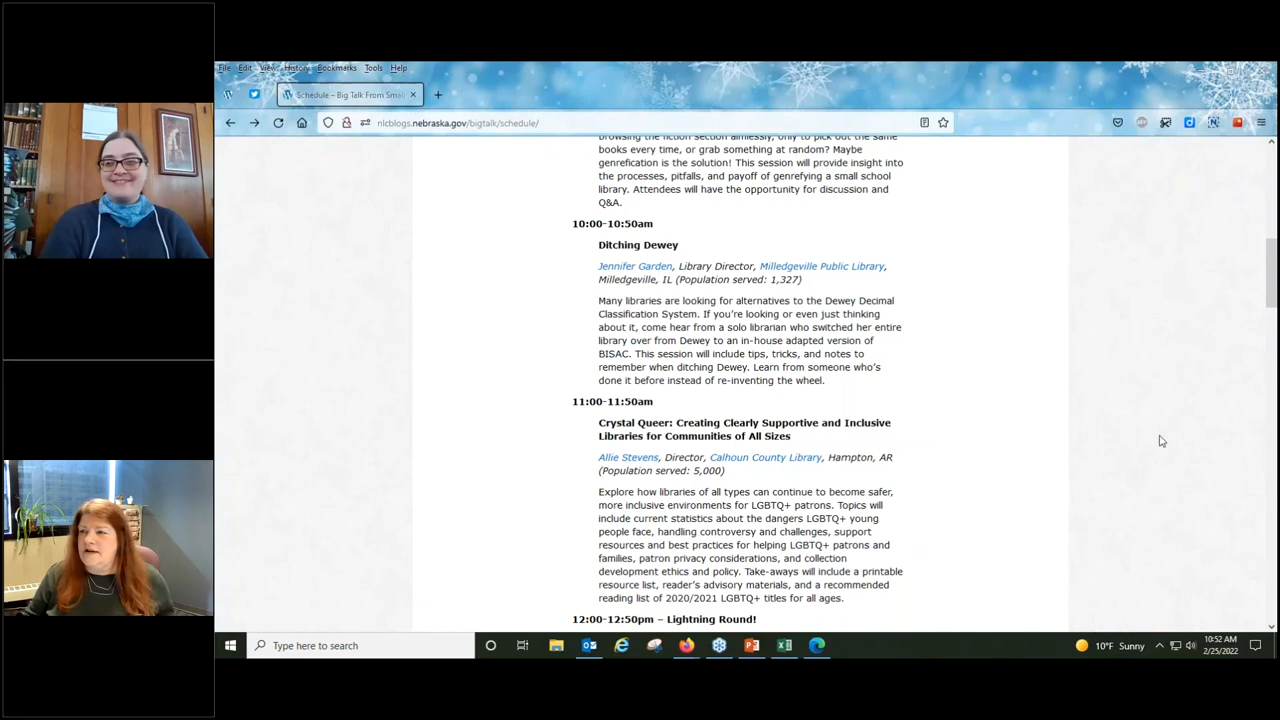 File Edit View History Bookmarks Tools Help
Schedule – Big Talk From Smal
nlcblogs.nebraska.gov/bigtalk/schedule/
browsing the fiction section aimlessly, only to pick out the same
books every time, or grab something at random? Maybe
genrefication is the solution! This session will provide insight into
the processes, pitfalls, and payoff of genrefying a small school
library. Attendees will have the opportunity for discussion and
Q&A.
10:00-10:50am
Ditching Dewey
Jennifer Garden, Library Director, Milledgeville Public Library,
Milledgeville, IL (Population served: 1,327)
Many libraries are looking for alternatives to the Dewey Decimal
Classification System. If you're looking or even just thinking
about it, come hear from a solo librarian who switched her entire
library over from Dewey to an in-house adapted version of
BISAC. This session will include tips, tricks, and notes to
remember when ditching Dewey. Learn from someone who's
done it before instead of re-inventing the wheel.
11:00-11:50am
Crystal Queer: Creating Clearly Supportive and Inclusive
Libraries for Communities of All Sizes
Allie Stevens, Director, Calhoun County Library, Hampton, AR
(Population served: 5,000)
Explore how libraries of all types can continue to become safer,
more inclusive environments for LGBTQ+ patrons. Topics will
include current statistics about the dangers LGBTQ+ young
people face, handling controversy and challenges, support
resources and best practices for helping LGBTQ+ patrons and
families, patron privacy considerations, and collection
development ethics and policy. Take-aways will include a printable
resource list, reader's advisory materials, and a recommended
reading list of 2020/2021 LGBTQ+ titles for all ages.
12:00-12:50pm – Lightning Round!
Type here to search
10°F Sunny
10:52 AM
2/25/2022